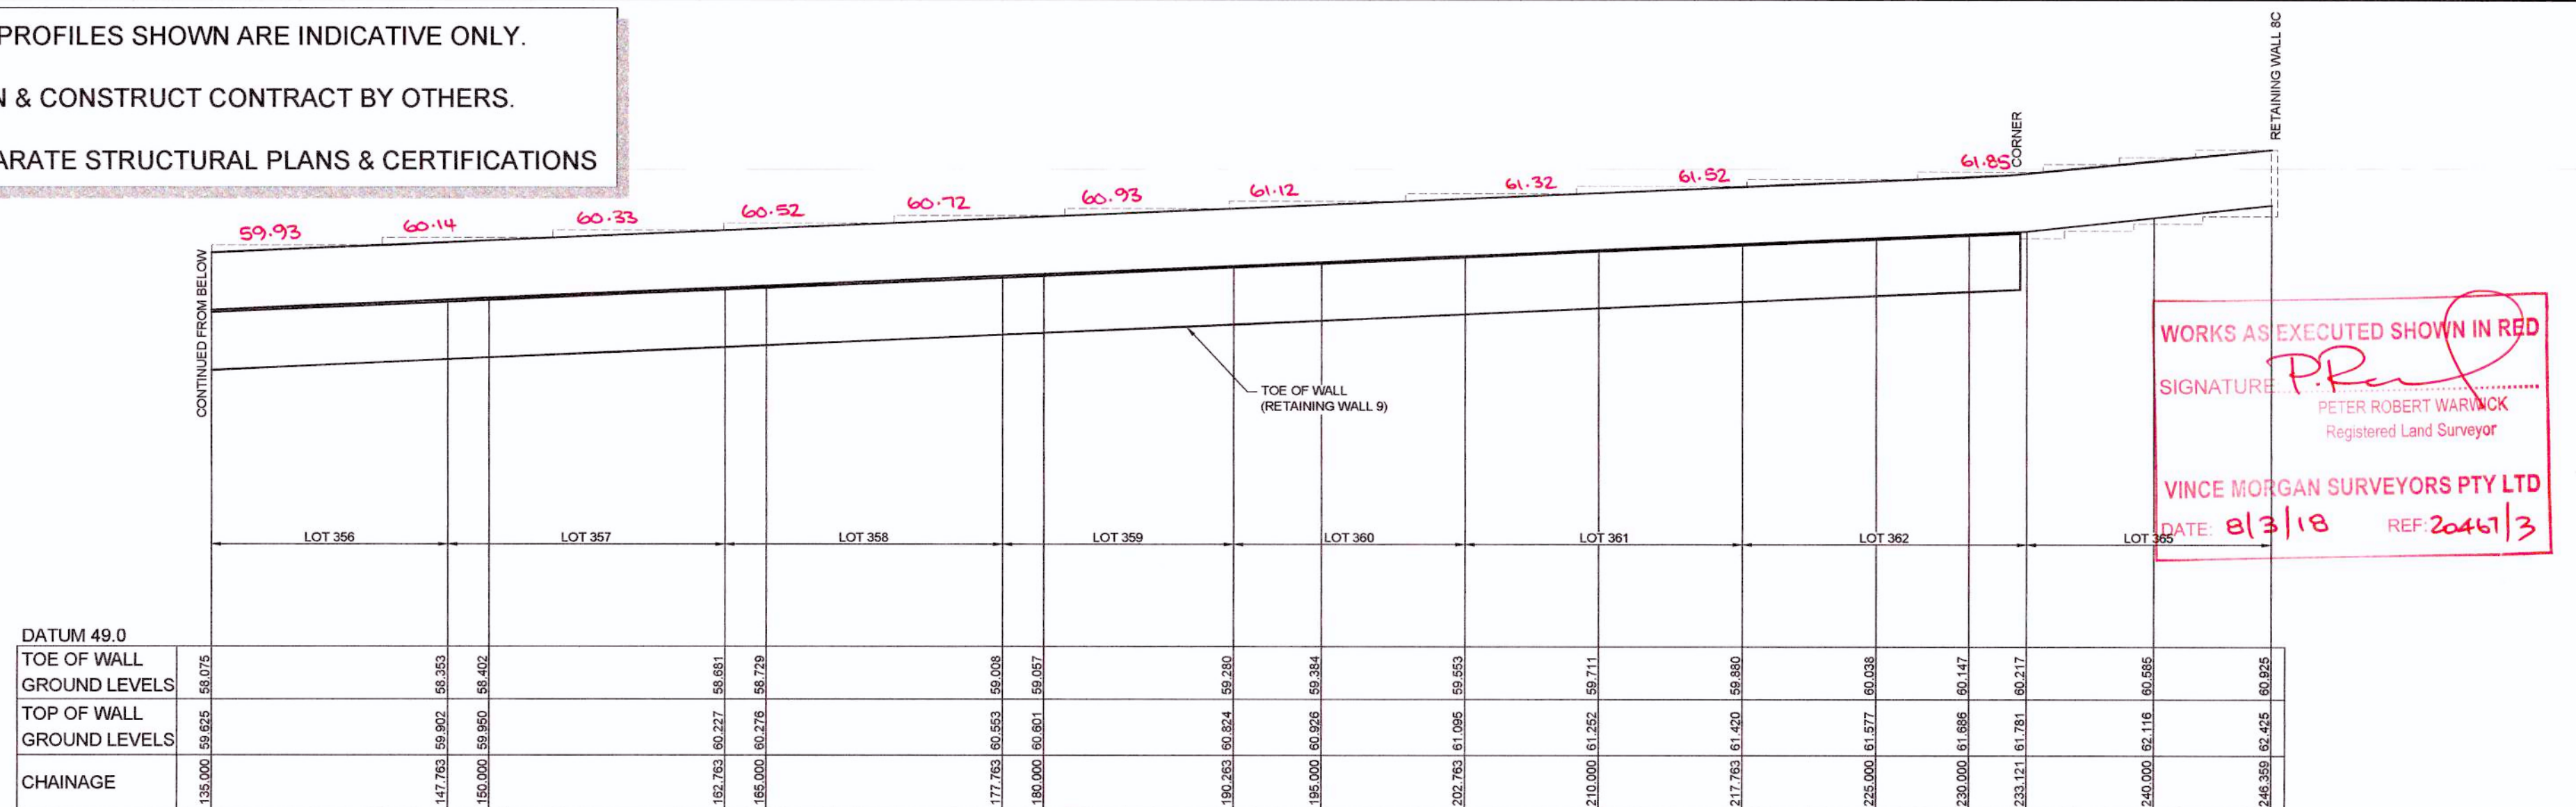 PROFILES SHOWN ARE INDICATIVE ONLY.
& CONSTRUCT CONTRACT BY OTHERS.
STRUCTURAL PLANS & CERTIFICATIONS
RETAINING WALL 8C
CORNER
59.93
60.14
60.33
60.52
60.72
60.93
61.12
61.32
61.52
61.85
CONTINUED FROM BELOW
TOE OF WALL
(RETAINING WALL 9)
WORKS AS EXECUTED SHOWN IN RED
SIGNATURE
PETER ROBERT WARWICK
Registered Land Surveyor
VINCE MORGAN SURVEYORS PTY LTD
DATE: 8/3/18 REF: 20467/3
LOT 356 LOT 357 LOT 358 LOT 359 LOT 360 LOT 361 LOT 362 LOT 365
DATUM 49.0
TOE OF WALL
GROUND LEVELS
58.075 58.353 58.402 58.681 58.729 59.008 59.057 59.280 59.384 59.553 59.711 59.880 60.038 60.147 60.217 60.585 60.925
TOP OF WALL
GROUND LEVELS
59.625 59.902 59.950 60.227 60.276 60.553 60.601 60.824 60.926 61.095 61.252 61.420 61.577 61.686 61.781 62.116 62.425
CHAINAGE
135.000 147.763 150.000 162.763 165.000 177.763 180.000 190.263 195.000 202.763 210.000 217.763 225.000 230.000 233.121 240.000 246.359